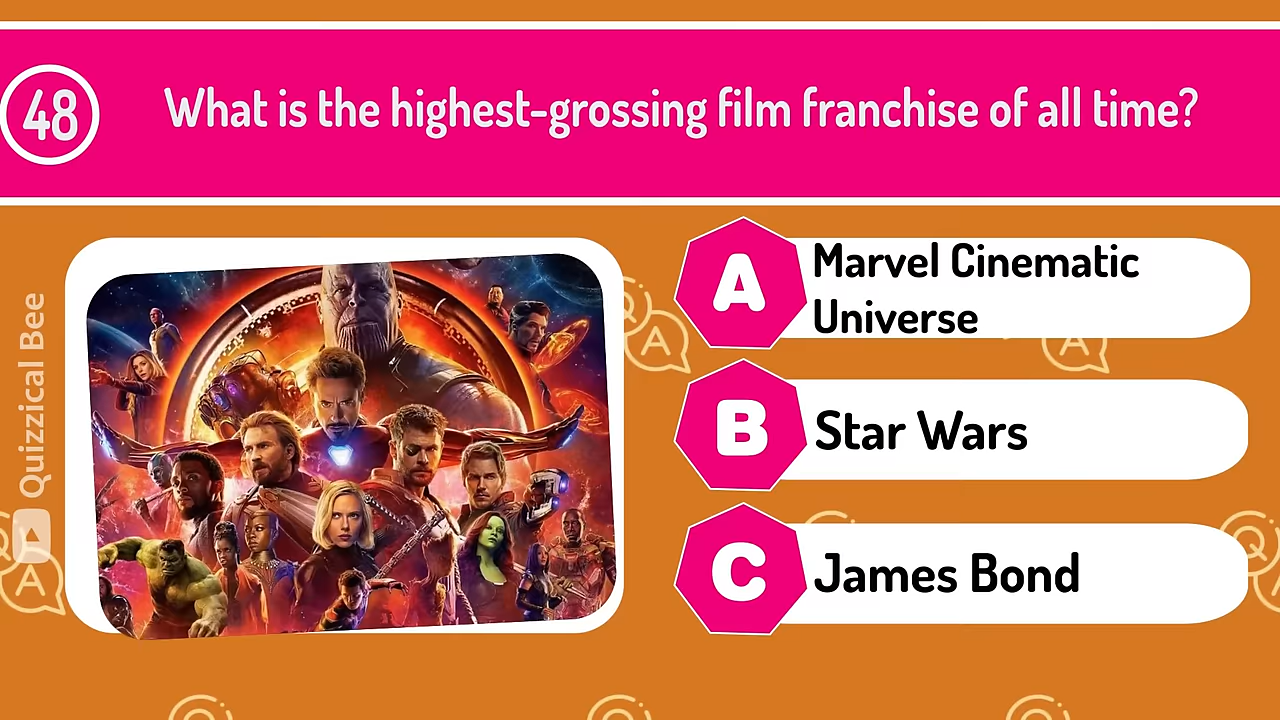 48
What is the highest-grossing film franchise of all time?
A
Marvel Cinematic
Universe
B
Star Wars
C
James Bond
Quizzical Bee
Q
A
A
Q
A